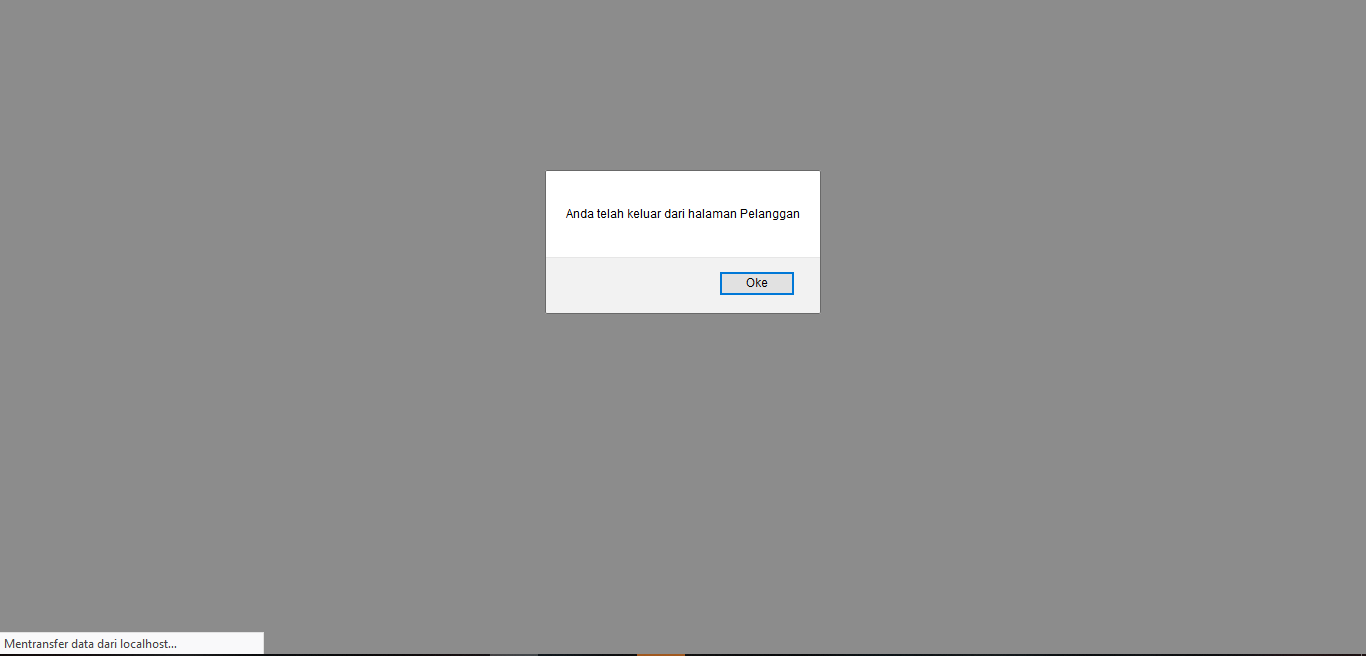 Anda telah keluar dari halaman Pelanggan
Oke
Mentransfer data dari localhost...